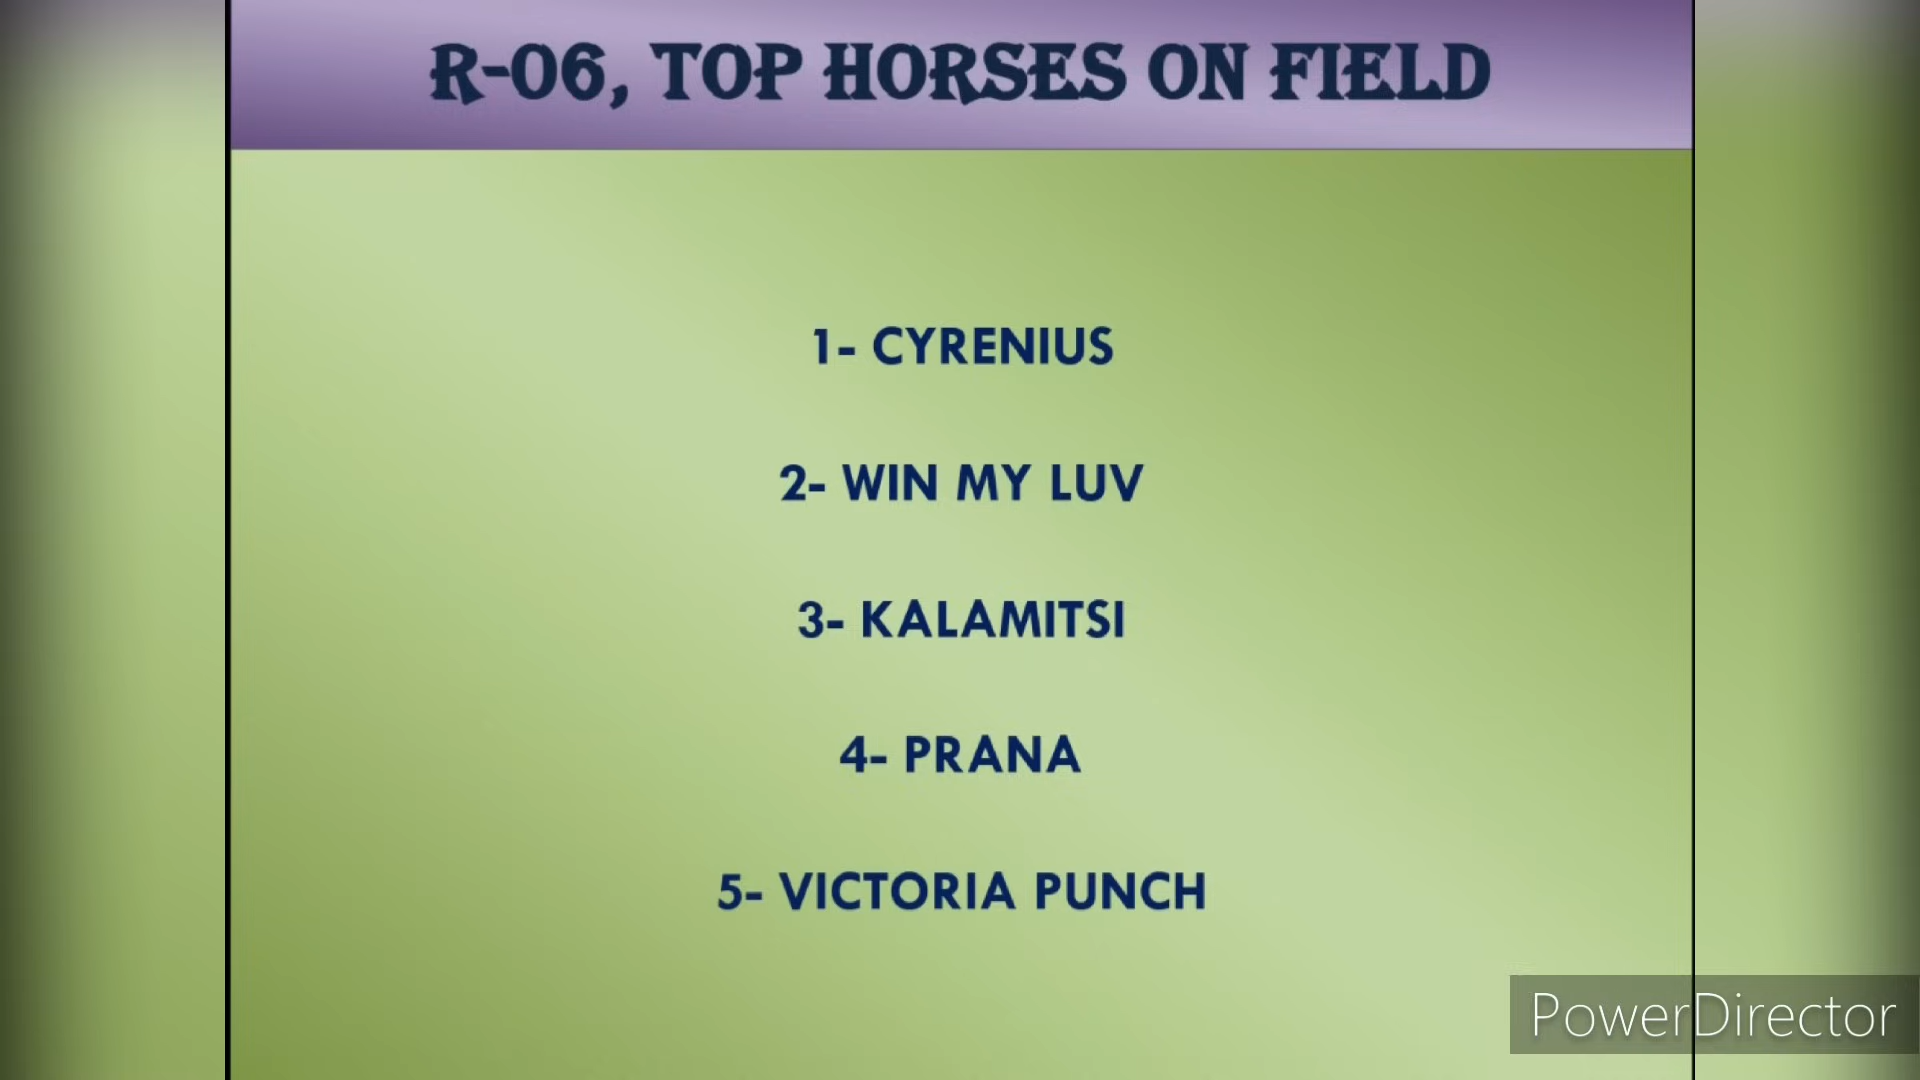 R-06, TOP HORSES ON FIELD
1- CYRENIUS
2- WIN MY LUV
3- KALAMITSI
4- PRANA
5- VICTORIA PUNCH
PowerDirector